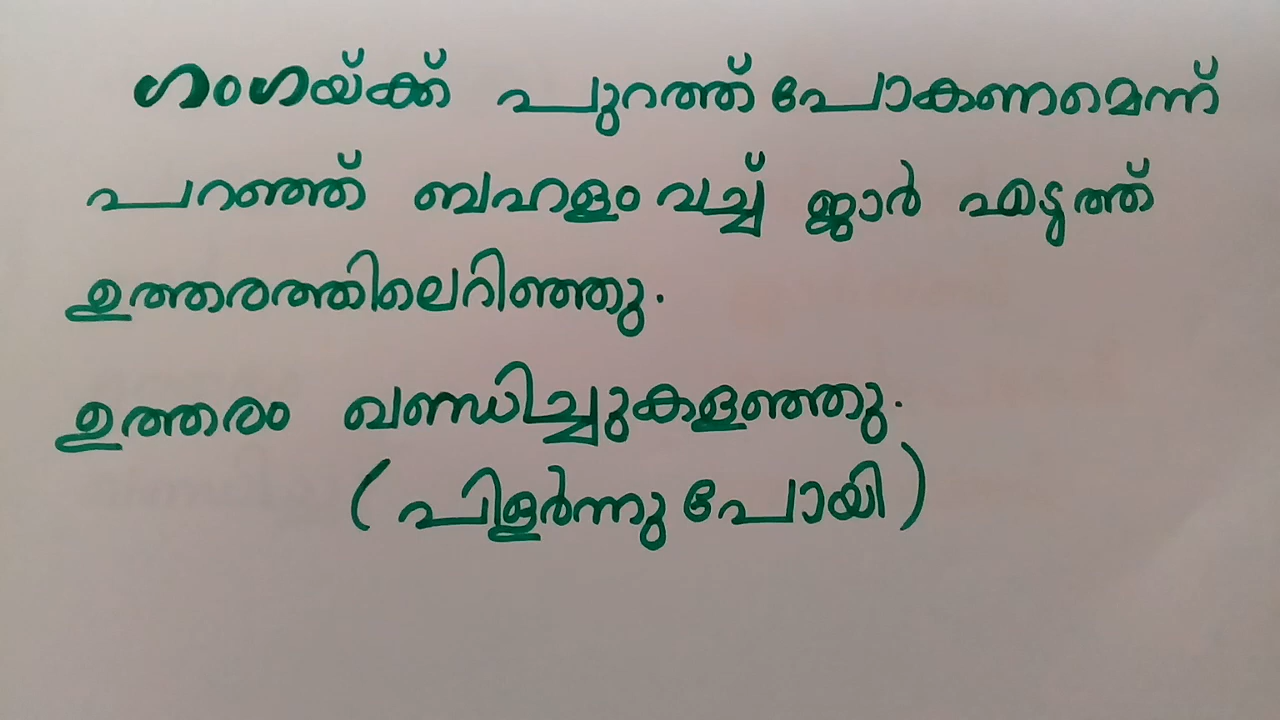 ഗംഗയ്ക്ക് പുറത്ത് പോകണമെന്ന്
പറഞ്ഞ് ബഹളം വച്ച് ജാർ എടുത്ത്
ഉത്തരത്തിലെറിഞ്ഞു.
ഉത്തരം ഖണ്ഡിച്ചുകളഞ്ഞു.
(പിളർന്നു പോയി)